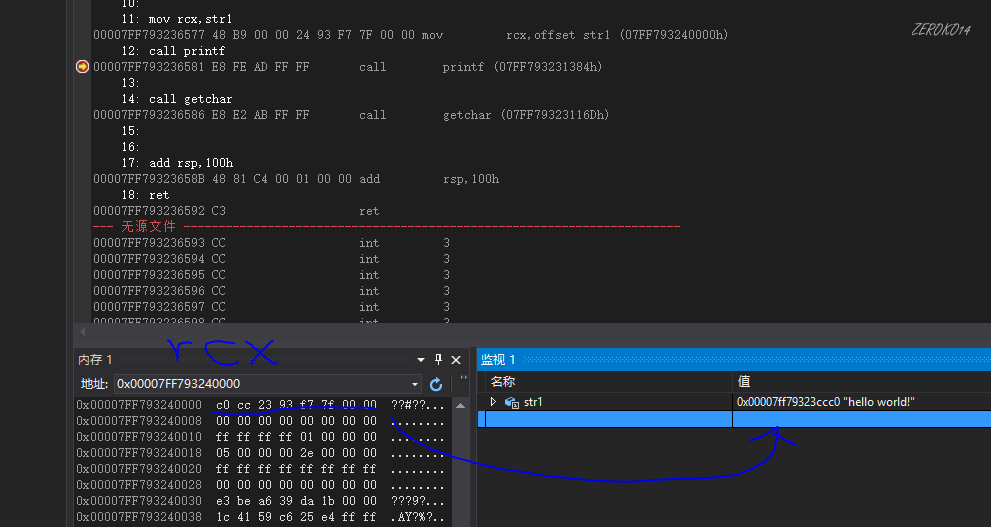 10:
11: mov rcx,str1
00007FF793236577 48 B9 00 00 24 93 F7 7F 00 00 mov rcx,offset str1 (07FF793240000h)
ZEROKO14
12: call printf
00007FF793236581 E8 FE AD FF FF call printf (07FF793231384h)
13:
14: call getchar
00007FF793236586 E8 E2 AB FF FF call getchar (07FF79323116Dh)
15:
16:
17: add rsp,100h
00007FF79323658B 48 81 C4 00 01 00 00 add rsp,100h
18: ret
00007FF793236592 C3 ret
--- 无源文件 ---
00007FF793236593 CC int 3
00007FF793236594 CC int 3
00007FF793236595 CC int 3
00007FF793236596 CC int 3
00007FF793236597 CC int 3
00007FF793236598 CC int 3
rcx
内存 1
地址: 0x00007FF793240000
0x00007FF793240000 c0 cc 23 93 f7 7f 00 00 ??#??...
0x00007FF793240008 00 00 00 00 00 00 00 00 ........
0x00007FF793240010 ff ff ff ff 01 00 00 00 ........
0x00007FF793240018 05 00 00 00 2e 00 00 00 ........
0x00007FF793240020 ff ff ff ff ff ff ff ff ........
0x00007FF793240028 00 00 00 00 00 00 00 00 ........
0x00007FF793240030 e3 be a6 39 da 1b 00 00 ???9?...
0x00007FF793240038 1c 41 59 c6 25 e4 ff ff .AY?%?..
监视 1
名称 值
str1 0x00007ff79323ccc0 "hello world!"